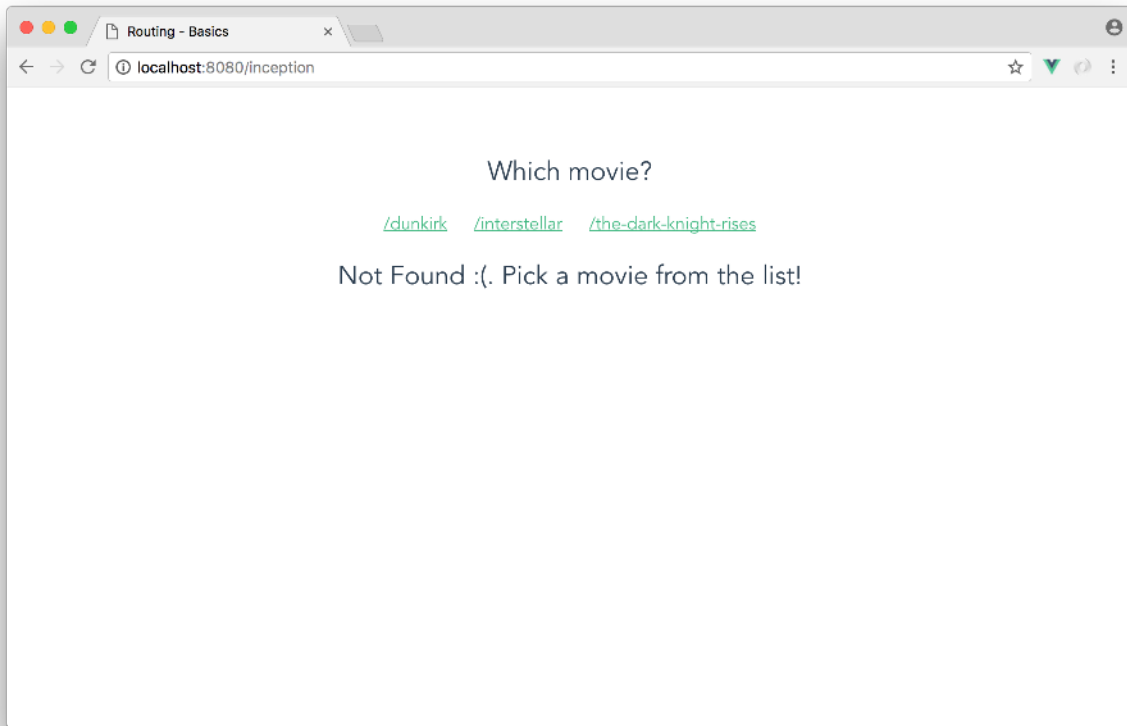 Routing - Basics
localhost:8080/inception
Which movie?
/dunkirk /interstellar /the-dark-knight-rises
Not Found :(. Pick a movie from the list!